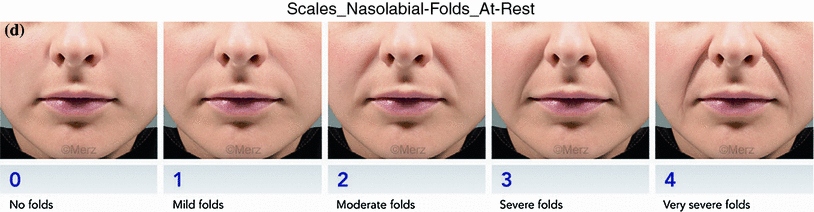 Scales_Nasolabial-Folds_At-Rest
(d)
©Merz ©Merz ©Merz ©Merz ©Merz
0 1 2 3 4
No folds Mild folds Moderate folds Severe folds Very severe folds